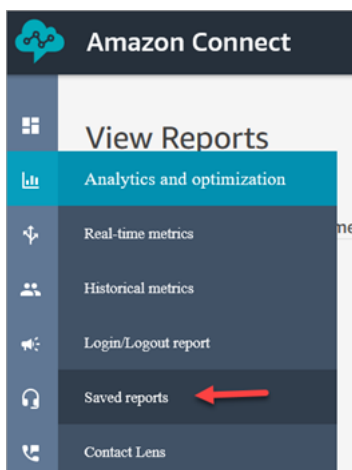 Amazon Connect
View Reports
Analytics and optimization
Real-time metrics
Historical metrics
Login/Logout report
Saved reports
Contact Lens